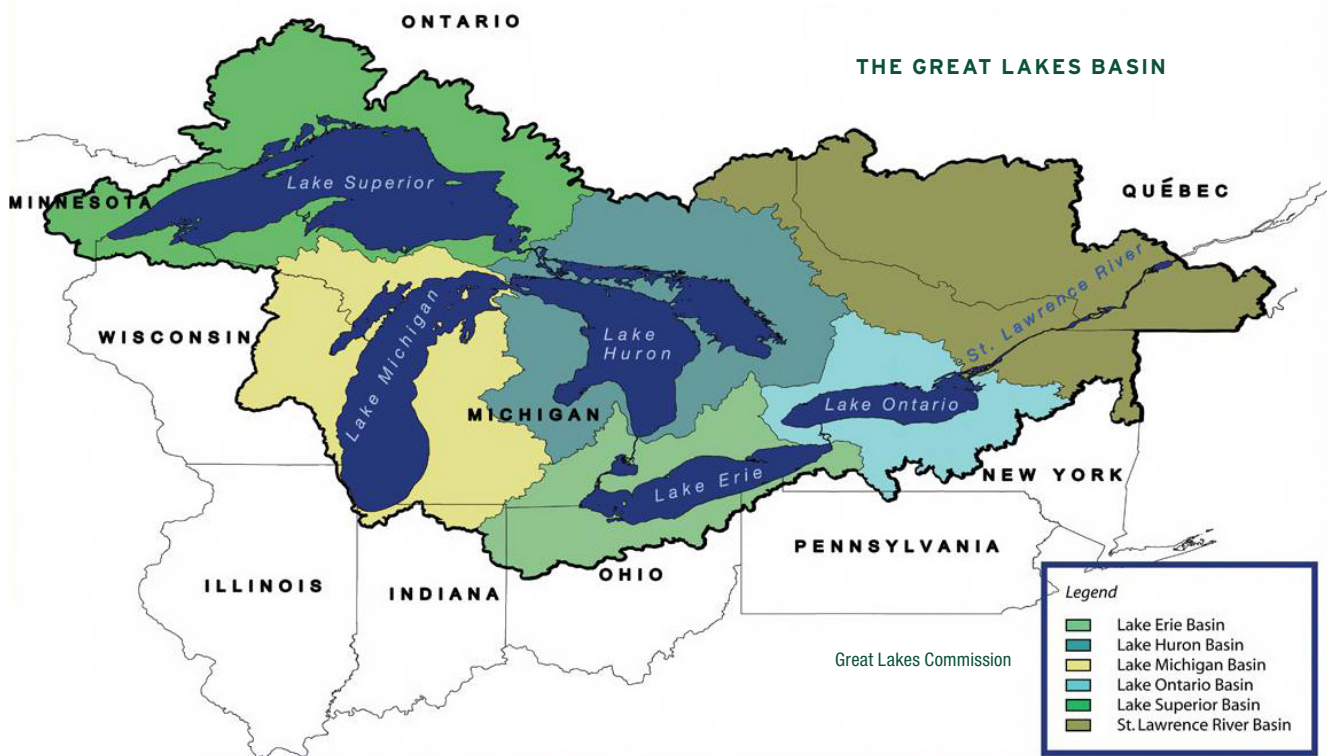 ONTARIO
THE GREAT LAKES BASIN
Lake Superior
MINNESOTA
QUÉBEC
St. Lawrence River
WISCONSIN
Lake Michigan
Lake
Huron
MICHIGAN
Lake Ontario
Lake Erie
NEW YORK
PENNSYLVANIA
ILLINOIS
INDIANA
OHIO
Great Lakes Commission
Legend
Lake Erie Basin
Lake Huron Basin
Lake Michigan Basin
Lake Ontario Basin
Lake Superior Basin
St. Lawrence River Basin